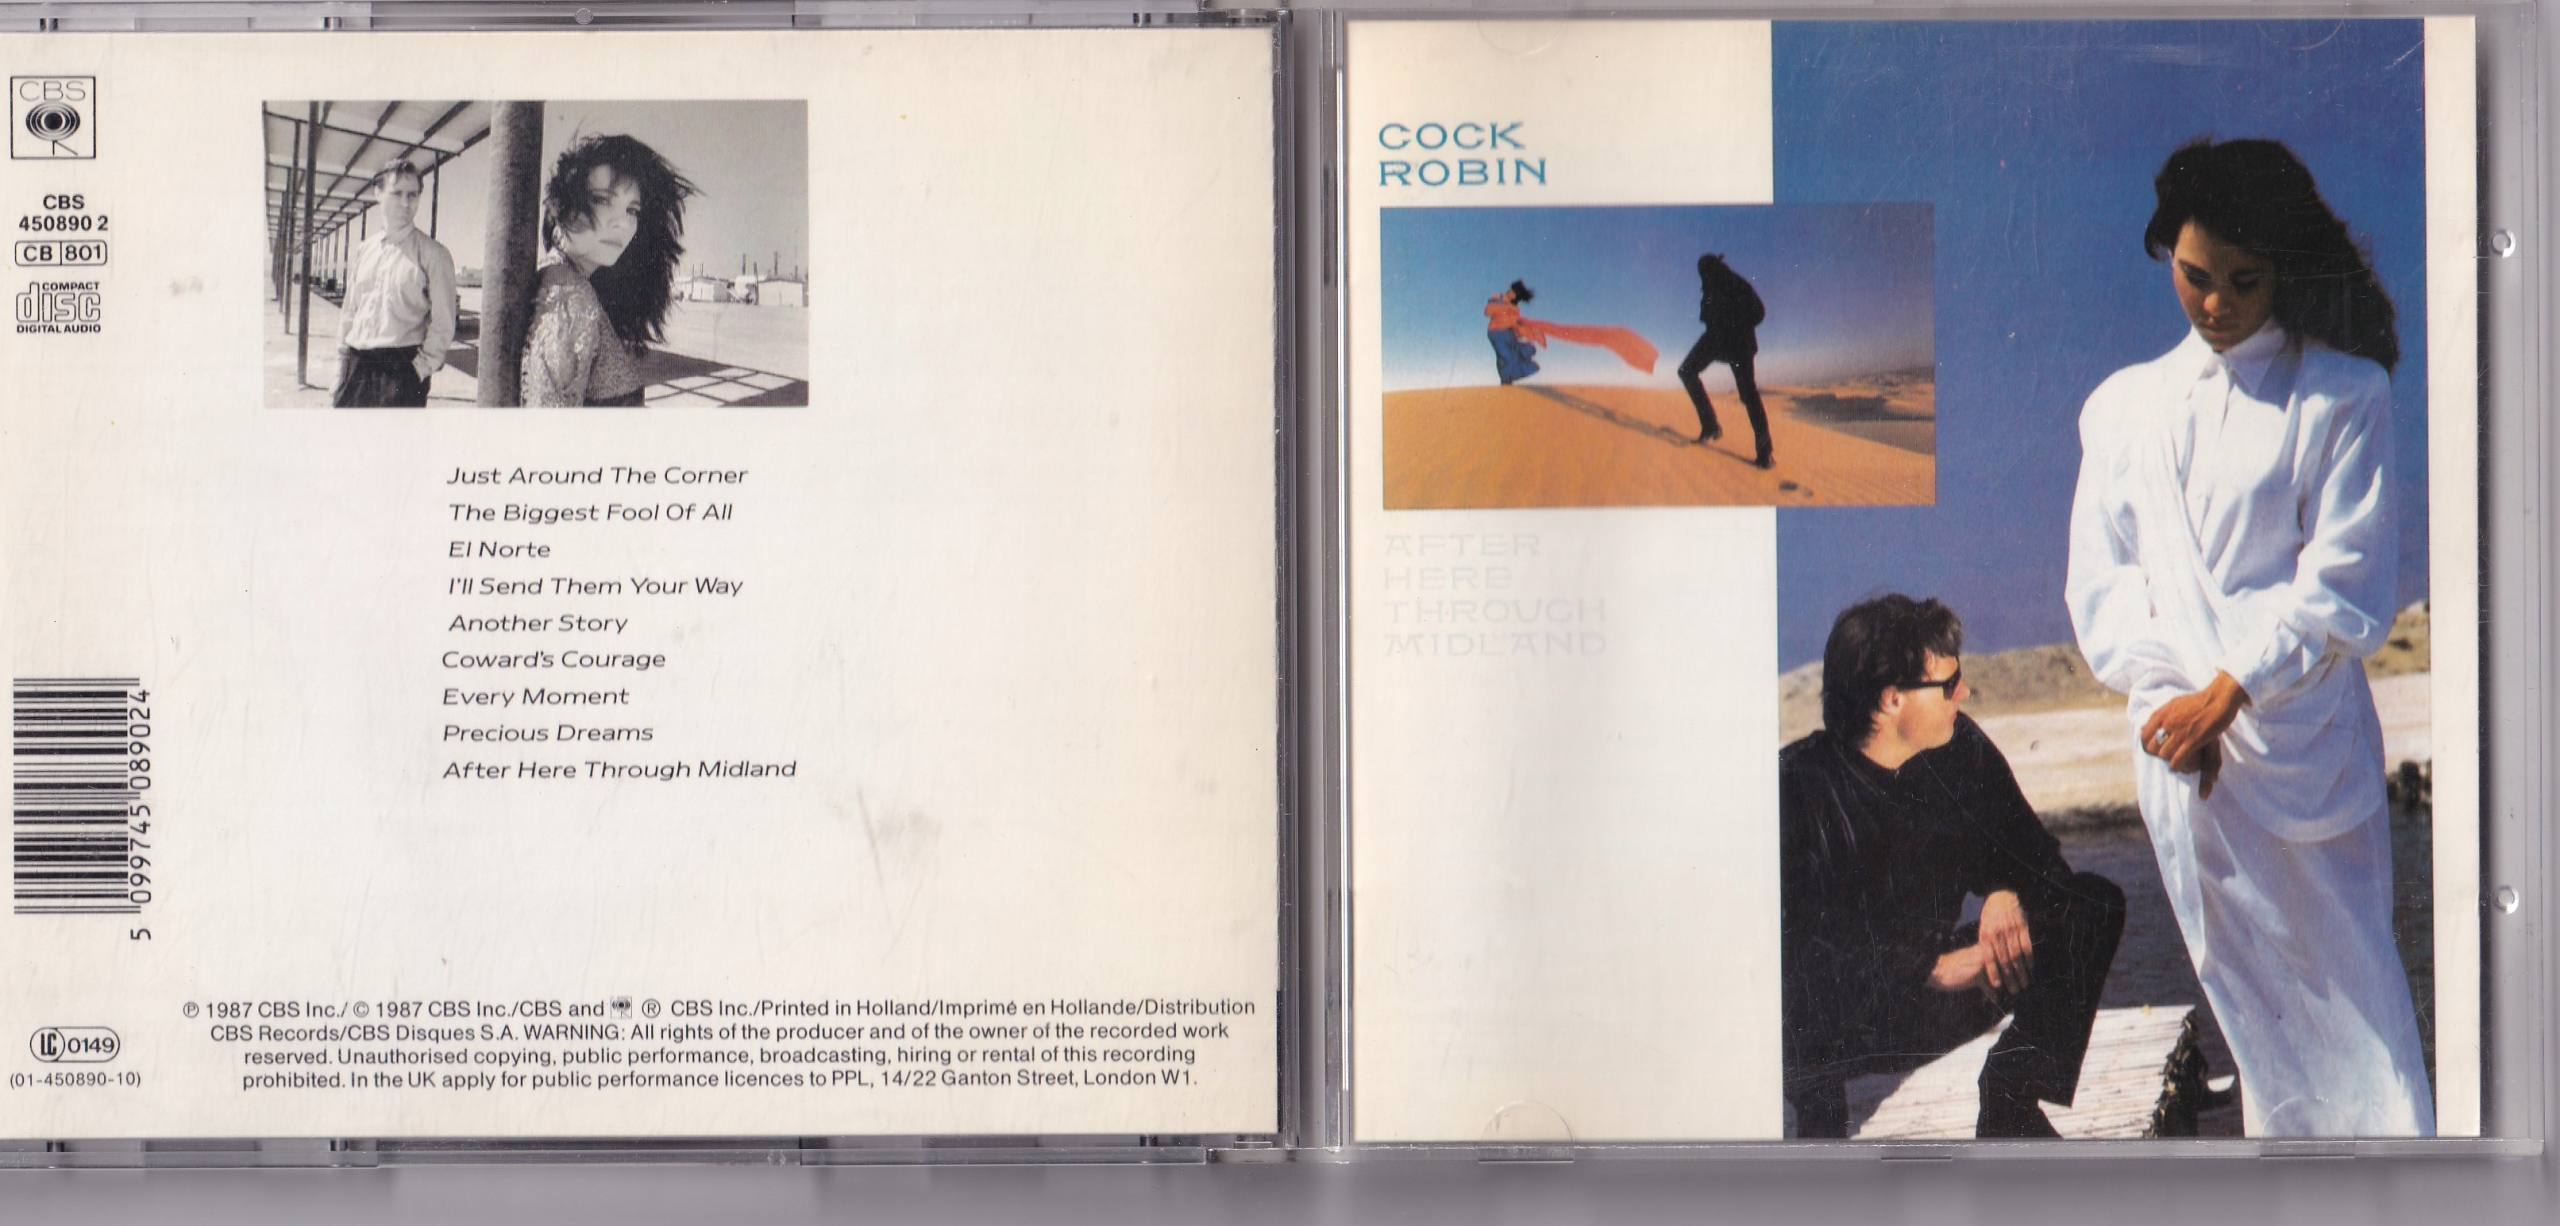 CBS
CBS
450890 2
CB 801
COMPACT
disc
DIGITAL AUDIO
Just Around The Corner
The Biggest Fool Of All
El Norte
I'll Send Them Your Way
Another Story
Coward's Courage
Every Moment
Precious Dreams
After Here Through Midland
5 099745 089024
LC 0149
(01-450890-10)
℗ 1987 CBS Inc./ © 1987 CBS Inc./CBS and ® CBS Inc./Printed in Holland/Imprimé en Hollande/Distribution
CBS Records/CBS Disques S.A. WARNING: All rights of the producer and of the owner of the recorded work
reserved. Unauthorised copying, public performance, broadcasting, hiring or rental of this recording
prohibited. In the UK apply for public performance licences to PPL, 14/22 Ganton Street, London W1.
COCK
ROBIN
AFTER
HERE
THROUGH
MIDLAND